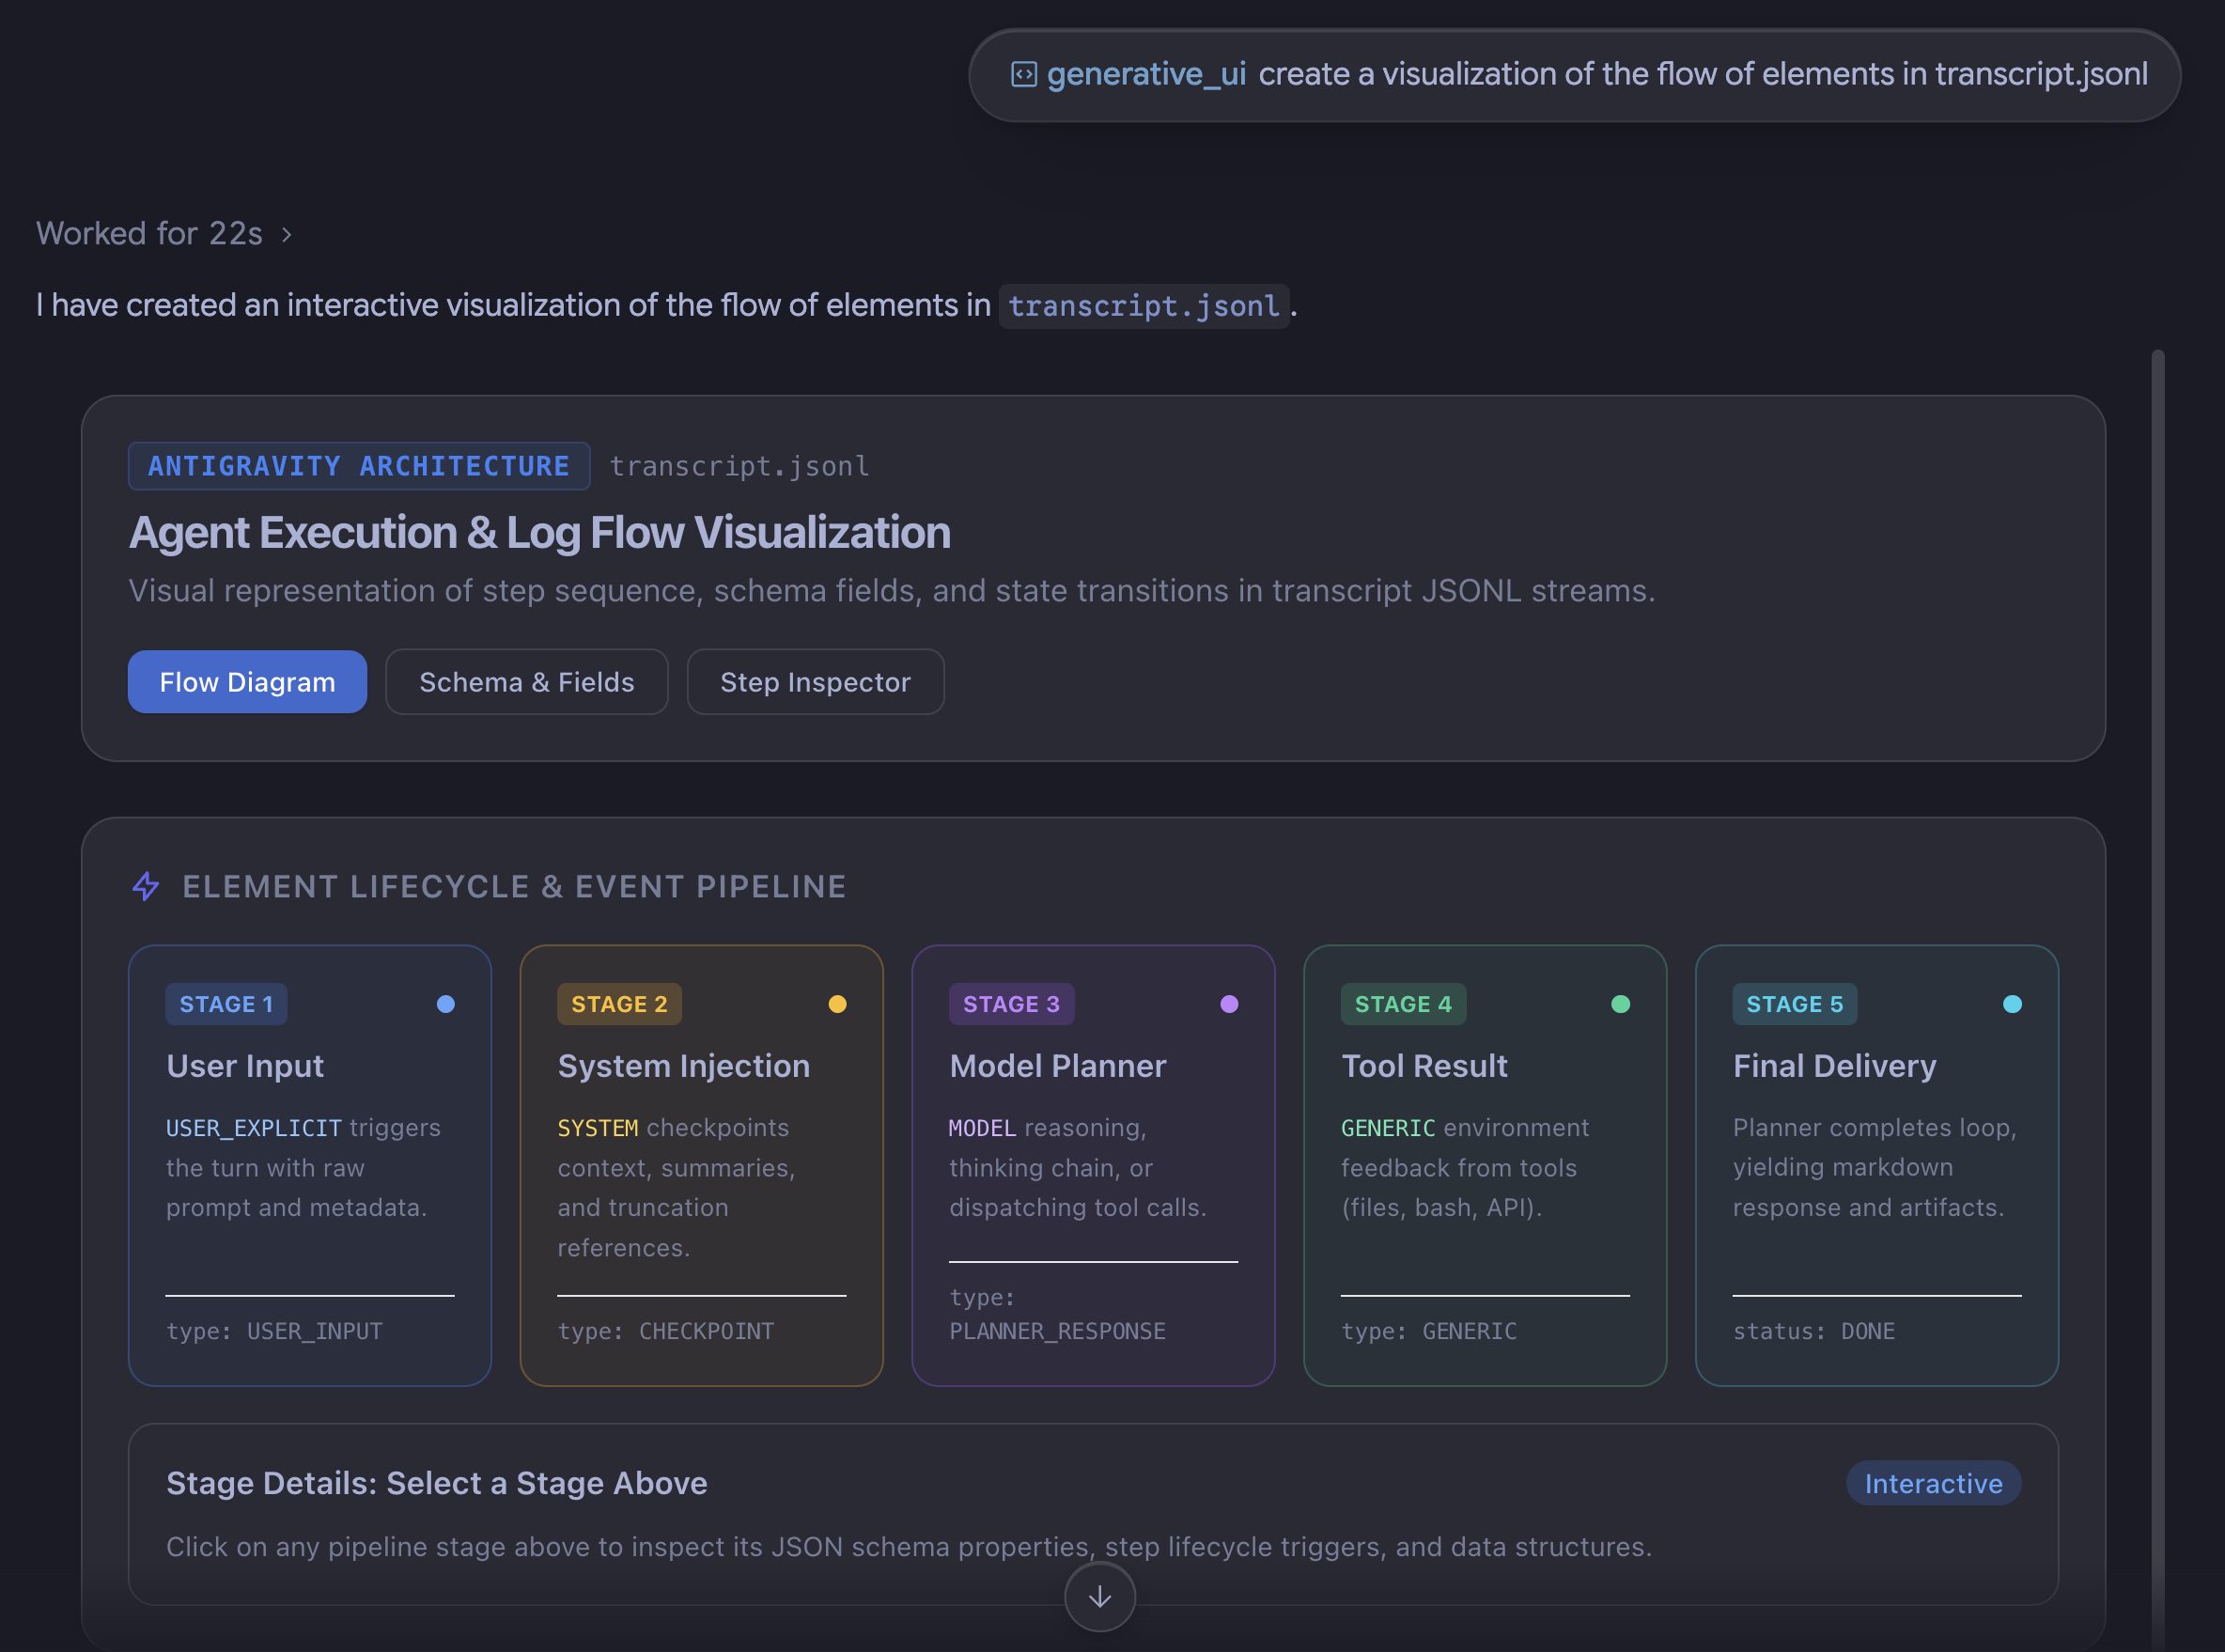 generative_ui create a visualization of the flow of elements in transcript.jsonl
Worked for 22s
I have created an interactive visualization of the flow of elements in transcript.jsonl.
ANTIGRAVITY ARCHITECTURE transcript.jsonl
Agent Execution & Log Flow Visualization
Visual representation of step sequence, schema fields, and state transitions in transcript JSONL streams.
Flow Diagram Schema & Fields Step Inspector
ELEMENT LIFECYCLE & EVENT PIPELINE
STAGE 1
User Input
USER_EXPLICIT triggers
the turn with raw
prompt and metadata.
type: USER_INPUT
STAGE 2
System Injection
SYSTEM checkpoints
context, summaries,
and truncation
references.
type: CHECKPOINT
STAGE 3
Model Planner
MODEL reasoning,
thinking chain, or
dispatching tool calls.
type:
PLANNER_RESPONSE
STAGE 4
Tool Result
GENERIC environment
feedback from tools
(files, bash, API).
type: GENERIC
STAGE 5
Final Delivery
Planner completes loop,
yielding markdown
response and artifacts.
status: DONE
Stage Details: Select a Stage Above
Interactive
Click on any pipeline stage above to inspect its JSON schema properties, step lifecycle triggers, and data structures.